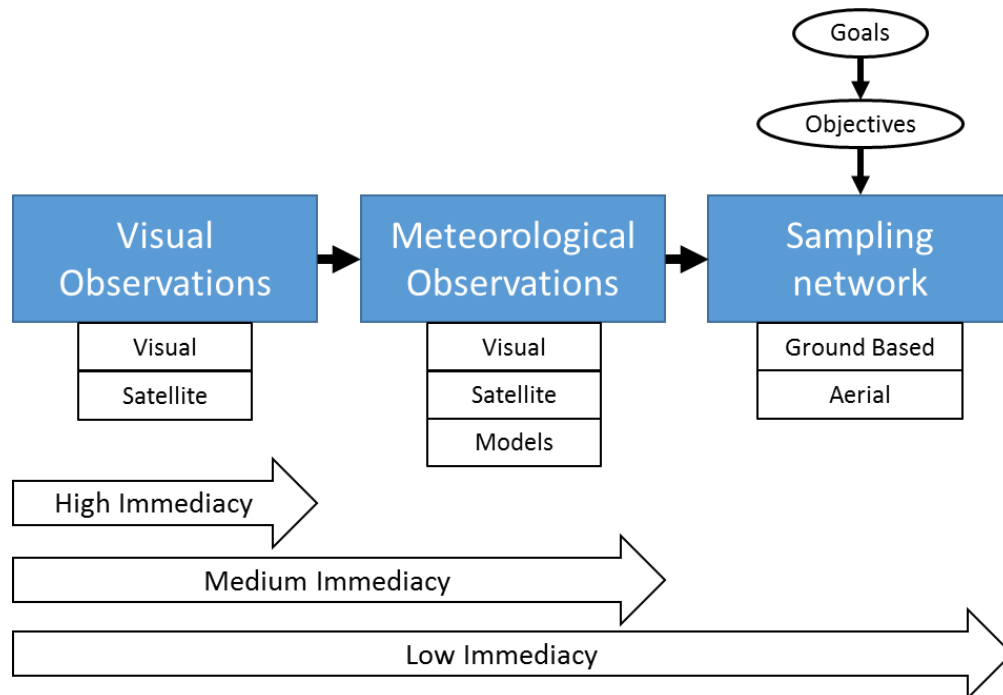 Goals
Objectives
Visual
Observations
Meteorological
Observations
Sampling
network
Visual
Satellite
Visual
Satellite
Models
Ground Based
Aerial
High Immediacy
Medium Immediacy
Low Immediacy